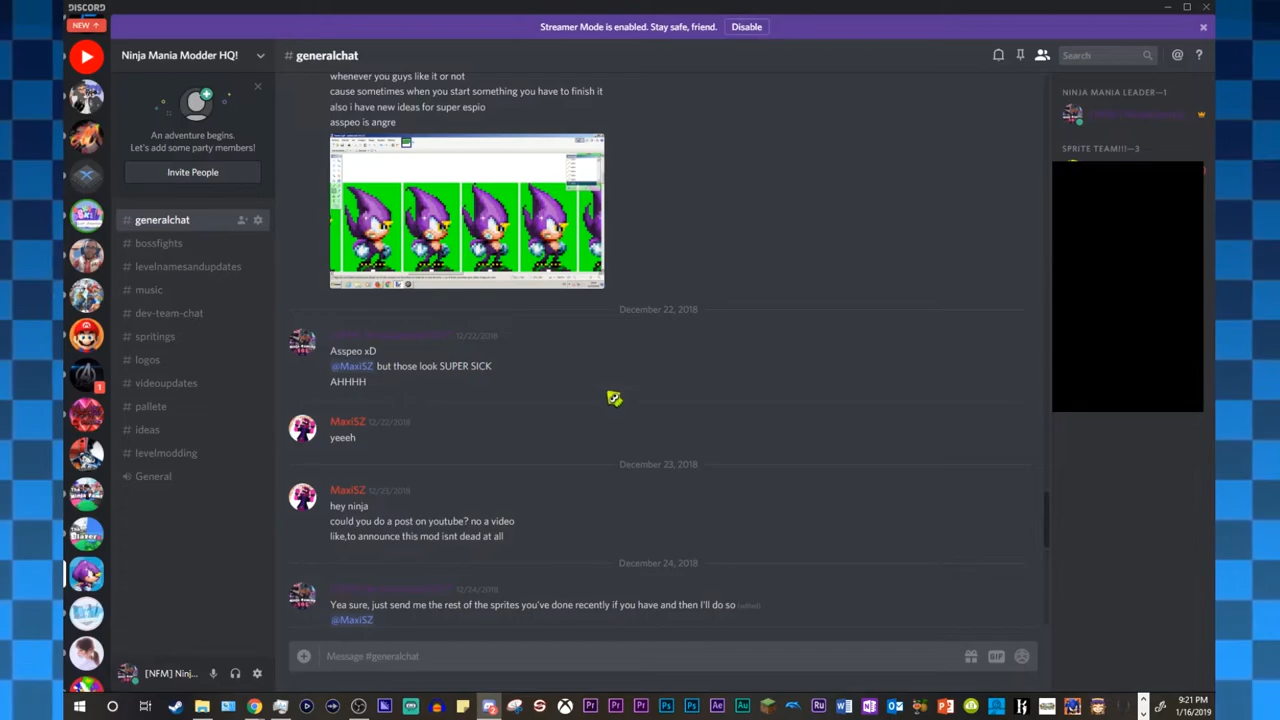 DISCORD
NEW ↑
Streamer Mode is enabled. Stay safe, friend.
Disable
Ninja Mania Modder HQ!
# generalchat
Search
An adventure begins.
Let's add some party members!
Invite People
# generalchat
# bossfights
# levelnamesandupdates
# music
# dev-team-chat
# spritings
# logos
# videoupdates
# pallete
# ideas
# levelmodding
General
[NFM] Ninj...
whenever you guys like it or not
cause sometimes when you start something you have to finish it
also i have new ideas for super espio
asspeo is angre
December 22, 2018
12/22/2018
Asspeo xD
@MaxiSZ but those look SUPER SICK
AHHHH
MaxiSZ 12/22/2018
yeeeh
December 23, 2018
MaxiSZ 12/23/2018
hey ninja
could you do a post on youtube? no a video
like,to announce this mod isnt dead at all
December 24, 2018
12/24/2018
Yea sure, just send me the rest of the sprites you've done recently if you have and then I'll do so (edited)
@MaxiSZ
Message #generalchat
GIF
NINJA MANIA LEADER—1
SPRITE TEAM!!!—3
1
9:21 PM
1/16/2019